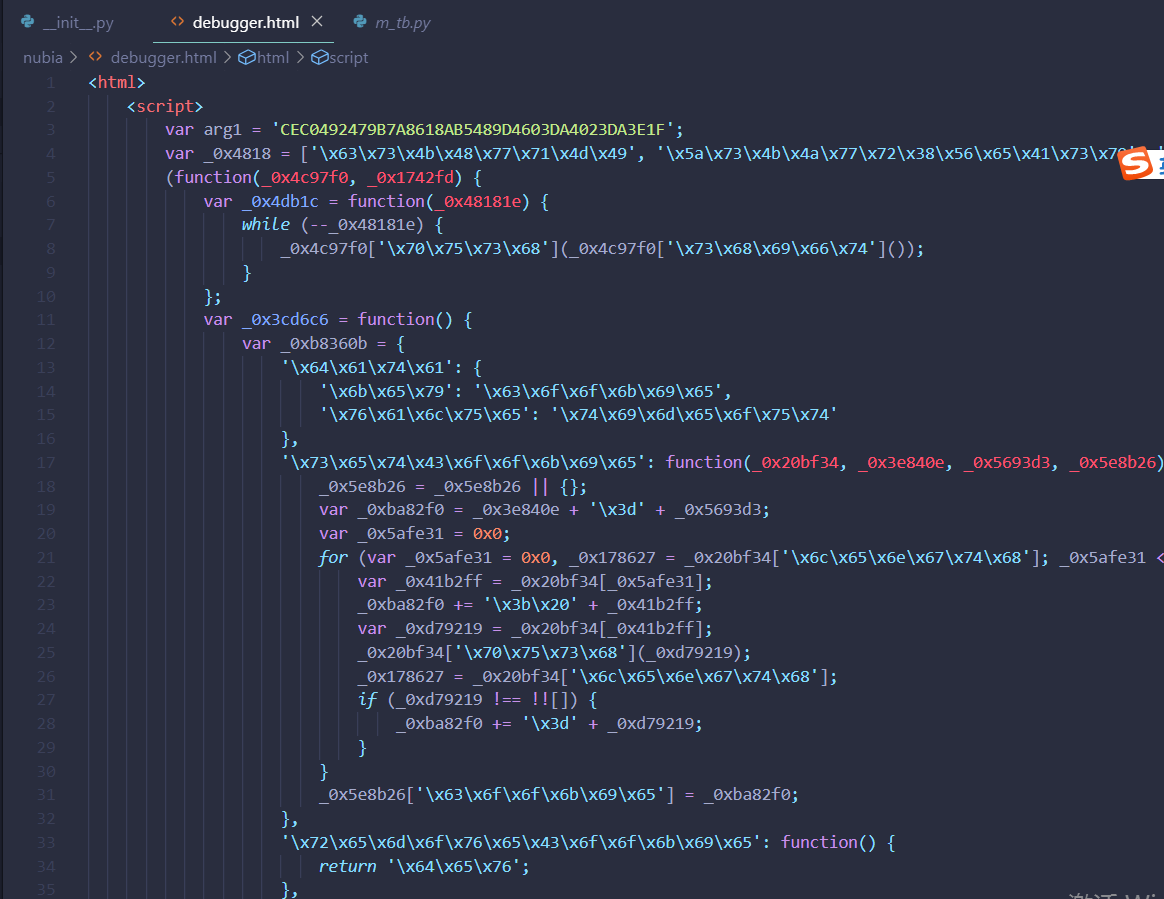 __init__.py debugger.html m_tb.py
nubia > debugger.html > html > script
1 <html>
2 <script>
3 var arg1 = 'CEC0492479B7A8618AB5489D4603DA4023DA3E1F';
4 var _0x4818 = ['\x63\x73\x4b\x48\x77\x71\x4d\x49', '\x5a\x73\x4b\x4a\x77\x72\x38\x56\x65\x41\x73\x79
5 (function(_0x4c97f0, _0x1742fd) {
6 var _0x4db1c = function(_0x48181e) {
7 while (--_0x48181e) {
8 _0x4c97f0['\x70\x75\x73\x68'](_0x4c97f0['\x73\x68\x69\x66\x74']());
9 }
10 };
11 var _0x3cd6c6 = function() {
12 var _0xb8360b = {
13 '\x64\x61\x74\x61': {
14 '\x6b\x65\x79': '\x63\x6f\x6f\x6b\x69\x65',
15 '\x76\x61\x6c\x75\x65': '\x74\x69\x6d\x65\x6f\x75\x74'
16 },
17 '\x73\x65\x74\x43\x6f\x6f\x6b\x69\x65': function(_0x20bf34, _0x3e840e, _0x5693d3, _0x5e8b26)
18 _0x5e8b26 = _0x5e8b26 || {};
19 var _0xba82f0 = _0x3e840e + '\x3d' + _0x5693d3;
20 var _0x5afe31 = 0x0;
21 for (var _0x5afe31 = 0x0, _0x178627 = _0x20bf34['\x6c\x65\x6e\x67\x74\x68']; _0x5afe31 <
22 var _0x41b2ff = _0x20bf34[_0x5afe31];
23 _0xba82f0 += '\x3b\x20' + _0x41b2ff;
24 var _0xd79219 = _0x20bf34[_0x41b2ff];
25 _0x20bf34['\x70\x75\x73\x68'](_0xd79219);
26 _0x178627 = _0x20bf34['\x6c\x65\x6e\x67\x74\x68'];
27 if (_0xd79219 !== !![]) {
28 _0xba82f0 += '\x3d' + _0xd79219;
29 }
30 }
31 _0x5e8b26['\x63\x6f\x6f\x6b\x69\x65'] = _0xba82f0;
32 },
33 '\x72\x65\x6d\x6f\x76\x65\x43\x6f\x6f\x6b\x69\x65': function() {
34 return '\x64\x65\x76';
35 },